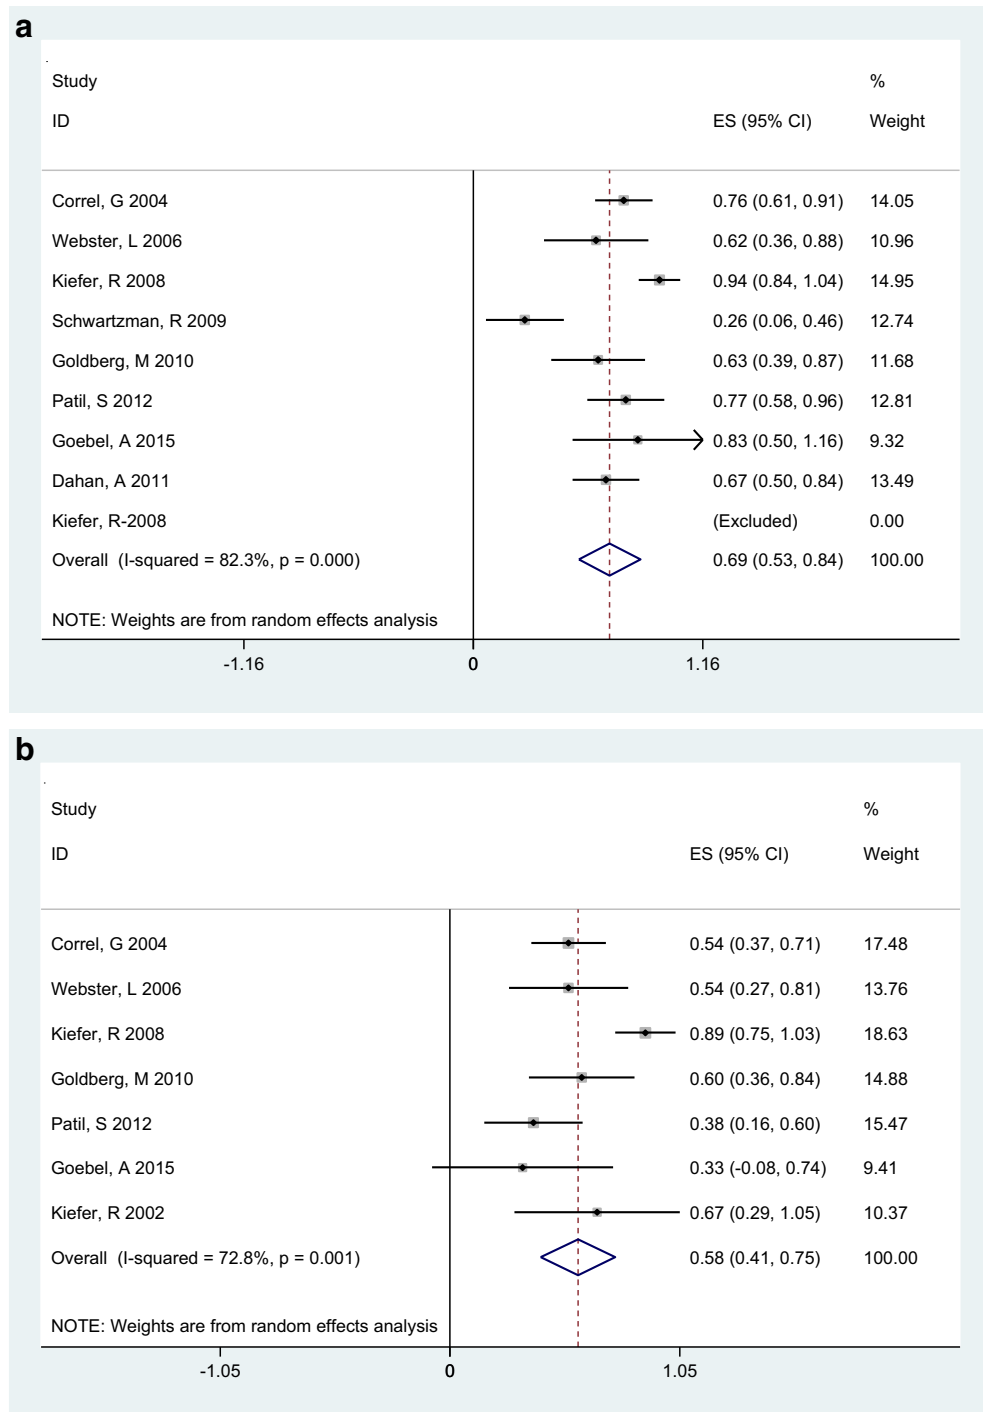 a
Study %
ID ES (95% CI) Weight
Correl, G 2004 0.76 (0.61, 0.91) 14.05
Webster, L 2006 0.62 (0.36, 0.88) 10.96
Kiefer, R 2008 0.94 (0.84, 1.04) 14.95
Schwartzman, R 2009 0.26 (0.06, 0.46) 12.74
Goldberg, M 2010 0.63 (0.39, 0.87) 11.68
Patil, S 2012 0.77 (0.58, 0.96) 12.81
Goebel, A 2015 0.83 (0.50, 1.16) 9.32
Dahan, A 2011 0.67 (0.50, 0.84) 13.49
Kiefer, R-2008 (Excluded) 0.00
Overall (I-squared = 82.3%, p = 0.000) 0.69 (0.53, 0.84) 100.00
NOTE: Weights are from random effects analysis
-1.16 0 1.16
b
Study %
ID ES (95% CI) Weight
Correl, G 2004 0.54 (0.37, 0.71) 17.48
Webster, L 2006 0.54 (0.27, 0.81) 13.76
Kiefer, R 2008 0.89 (0.75, 1.03) 18.63
Goldberg, M 2010 0.60 (0.36, 0.84) 14.88
Patil, S 2012 0.38 (0.16, 0.60) 15.47
Goebel, A 2015 0.33 (-0.08, 0.74) 9.41
Kiefer, R 2002 0.67 (0.29, 1.05) 10.37
Overall (I-squared = 72.8%, p = 0.001) 0.58 (0.41, 0.75) 100.00
NOTE: Weights are from random effects analysis
-1.05 0 1.05